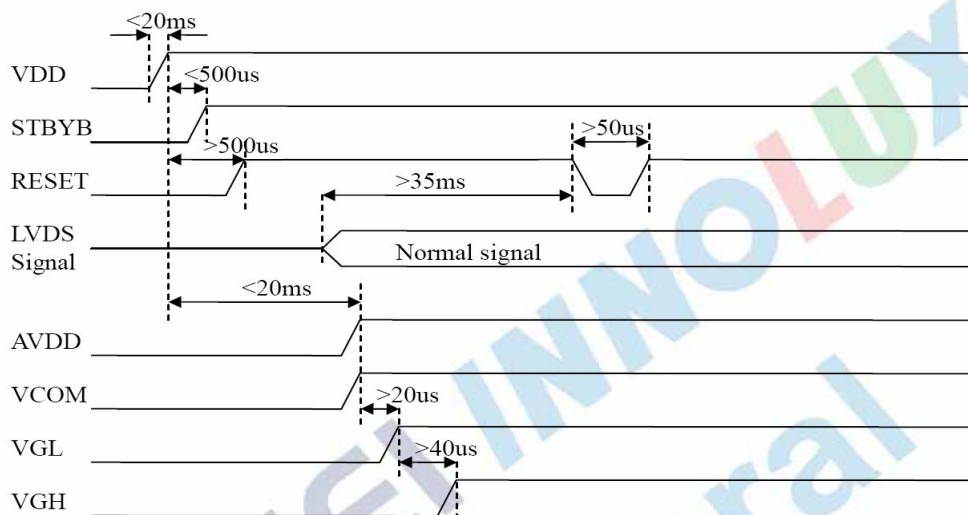 <20ms
VDD
<500us
STBYB
>500us
>50us
RESET
>35ms
LVDS
Signal
Normal signal
<20ms
AVDD
VCOM
>20us
VGL
>40us
VGH
INNOLUX